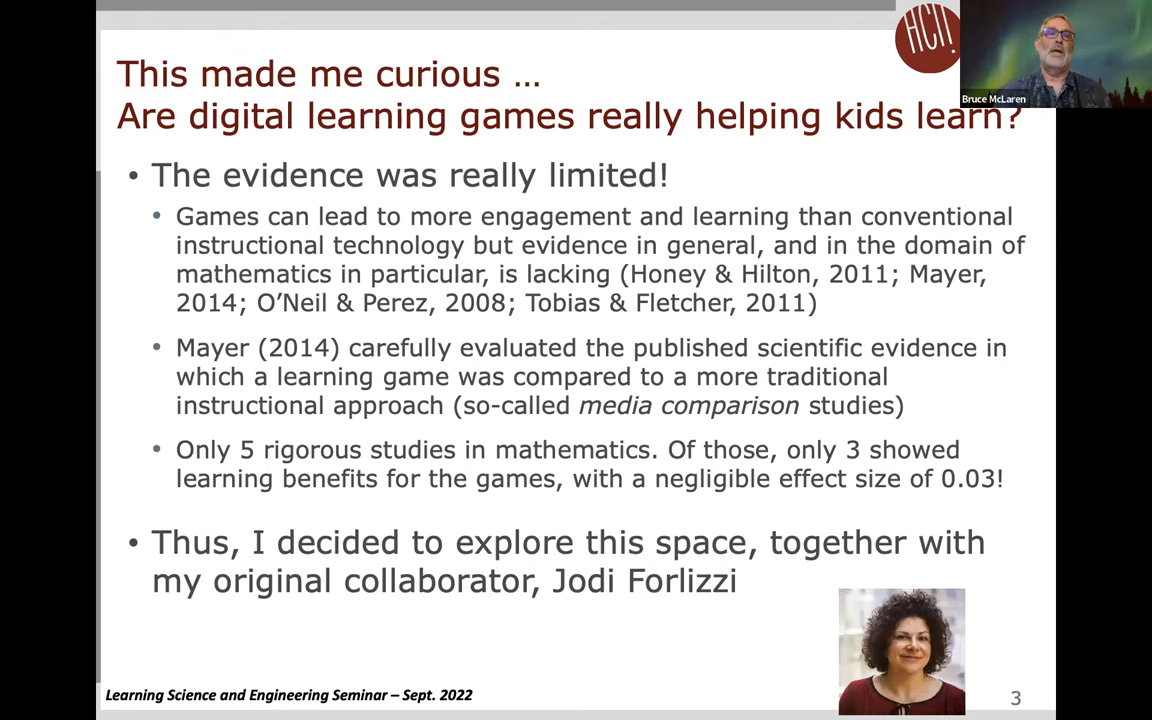 HCII!
Bruce McLaren
This made me curious …
Are digital learning games really helping kids learn?
• The evidence was really limited!
• Games can lead to more engagement and learning than conventional
instructional technology but evidence in general, and in the domain of
mathematics in particular, is lacking (Honey & Hilton, 2011; Mayer,
2014; O’Neil & Perez, 2008; Tobias & Fletcher, 2011)
• Mayer (2014) carefully evaluated the published scientific evidence in
which a learning game was compared to a more traditional
instructional approach (so-called media comparison studies)
• Only 5 rigorous studies in mathematics. Of those, only 3 showed
learning benefits for the games, with a negligible effect size of 0.03!
• Thus, I decided to explore this space, together with
my original collaborator, Jodi Forlizzi
Learning Science and Engineering Seminar – Sept. 2022
3